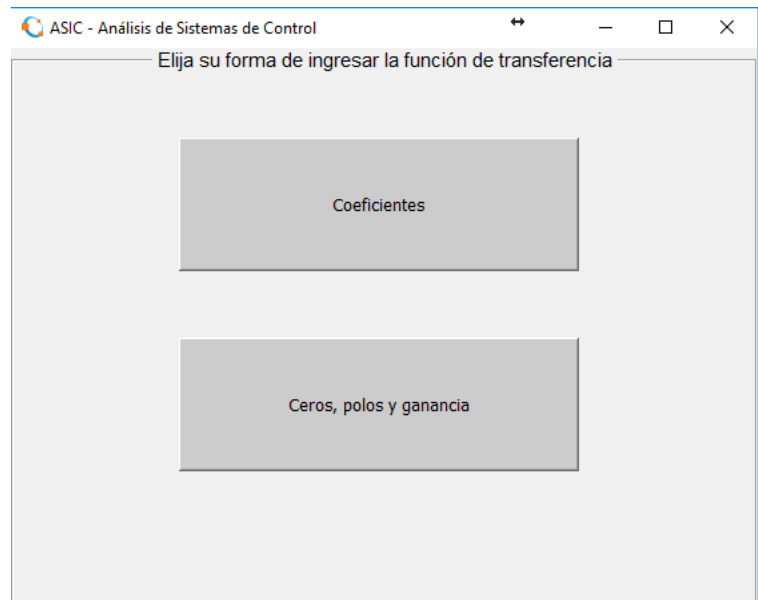 ASIC - Análisis de Sistemas de Control
Elija su forma de ingresar la función de transferencia
Coeficientes
Ceros, polos y ganancia